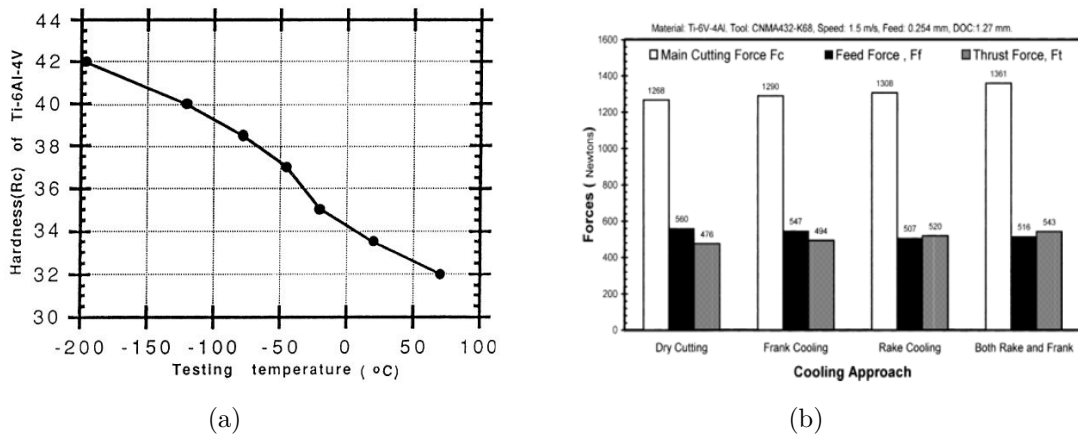 Hardness(Rc) of Ti-6Al-4V
44
42
40
38
36
34
32
30
-200 -150 -100 -50 0 50 100
Testing temperature ( oC)
(a)
Material: Ti-6V-4Al, Tool: CNMA432-K68, Speed: 1.5 m/s, Feed: 0.254 mm, DOC:1.27 mm.
Forces ( Newtons)
1600
1400
1200
1000
800
600
400
200
0
Main Cutting Force Fc Feed Force , Ff Thrust Force, Ft
1268 1290 1308 1361
560 476 547 494 507 520 516 543
Dry Cutting Frank Cooling Rake Cooling Both Rake and Frank
Cooling Approach
(b)